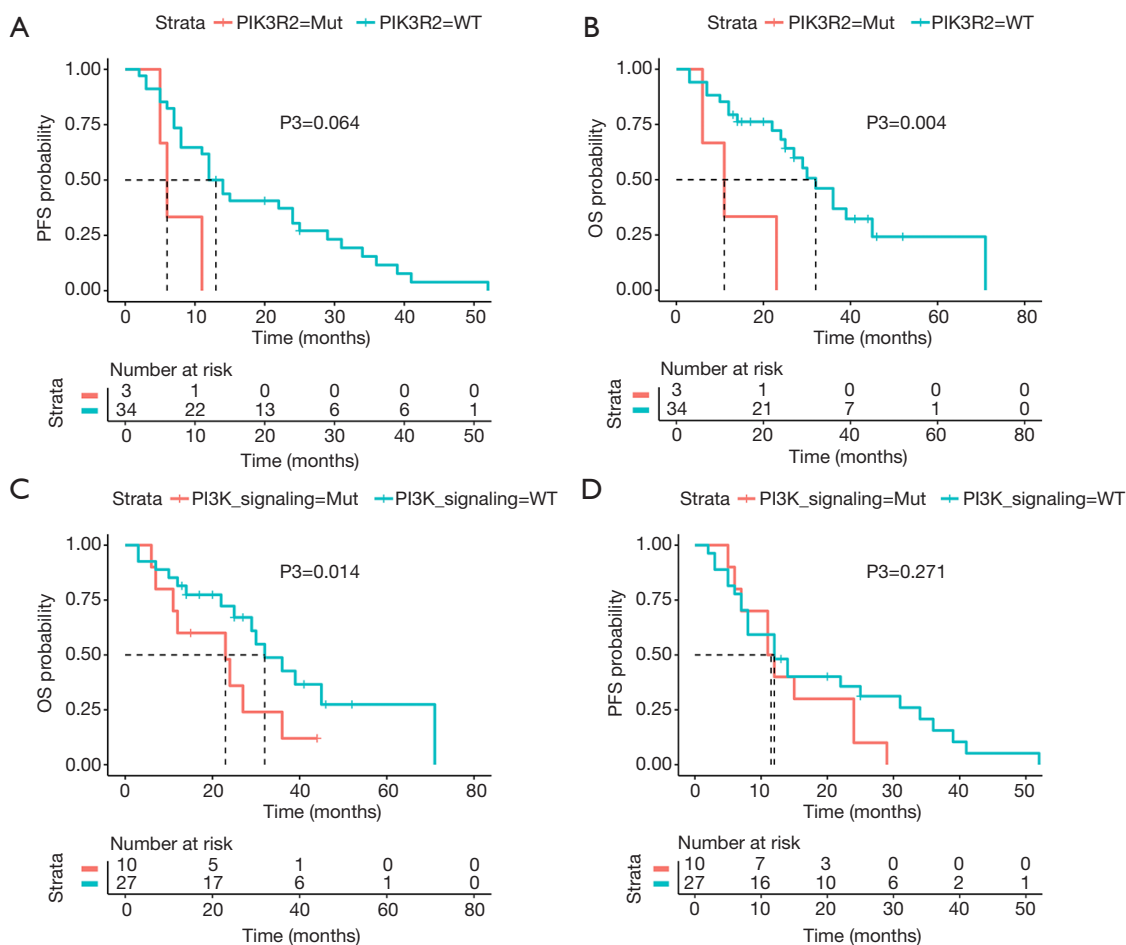 A
Strata PIK3R2=Mut PIK3R2=WT
1.00
0.75
0.50
0.25
0.00
PFS probability
P3=0.064
0 10 20 30 40 50
Time (months)
Number at risk
Strata
3 1 0 0 0 0
34 22 13 6 6 1
0 10 20 30 40 50
Time (months)
B
Strata PIK3R2=Mut PIK3R2=WT
1.00
0.75
0.50
0.25
0.00
OS probability
P3=0.004
0 20 40 60 80
Time (months)
Number at risk
Strata
3 1 0 0 0
34 21 7 1 0
0 20 40 60 80
Time (months)
C
Strata PI3K_signaling=Mut PI3K_signaling=WT
1.00
0.75
0.50
0.25
0.00
OS probability
P3=0.014
0 20 40 60 80
Time (months)
Number at risk
Strata
10 5 1 0 0
27 17 6 1 0
0 20 40 60 80
Time (months)
D
Strata PI3K_signaling=Mut PI3K_signaling=WT
1.00
0.75
0.50
0.25
0.00
PFS probability
P3=0.271
0 10 20 30 40 50
Time (months)
Number at risk
Strata
10 7 3 0 0 0
27 16 10 6 2 1
0 10 20 30 40 50
Time (months)